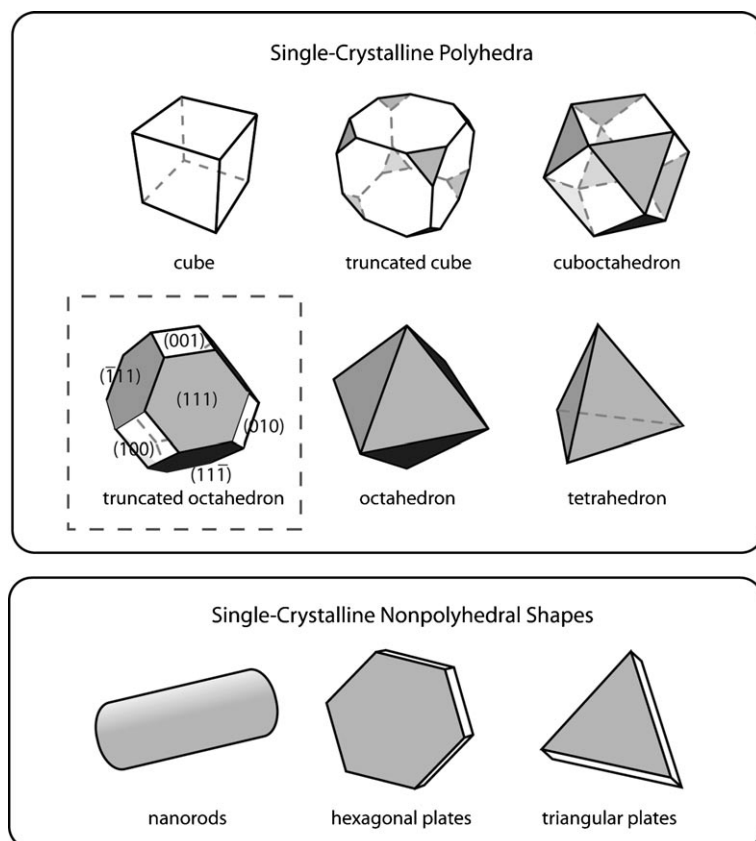 Single-Crystalline Polyhedra
cube
truncated cube
cuboctahedron
(001)
(1̅11)
(111)
(010)
(100)
(111̅)
truncated octahedron
octahedron
tetrahedron
Single-Crystalline Nonpolyhedral Shapes
nanorods
hexagonal plates
triangular plates